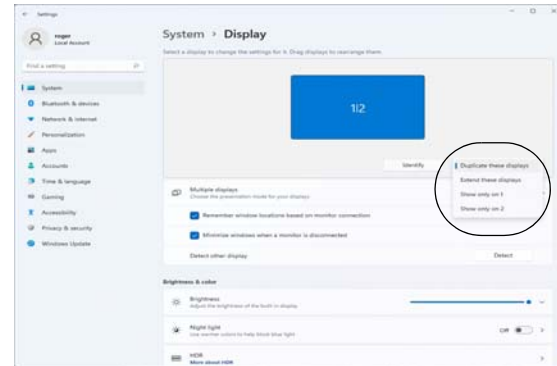 Settings
roger
Local Account
Find a setting
System
Bluetooth & devices
Network & internet
Personalization
Apps
Accounts
Time & language
Gaming
Accessibility
Privacy & security
Windows Update
System > Display
Select a display to change the settings for it. Drag displays to rearrange them.
1|2
Identify
Duplicate these displays
Extend these displays
Show only on 1
Show only on 2
Multiple displays
Choose the presentation mode for your displays
Remember window locations based on monitor connection
Minimize windows when a monitor is disconnected
Detect other display
Detect
Brightness & color
Brightness
Adjust the brightness of the built-in display
Night light
Use warmer colors to help block blue light
Off
HDR
More about HDR